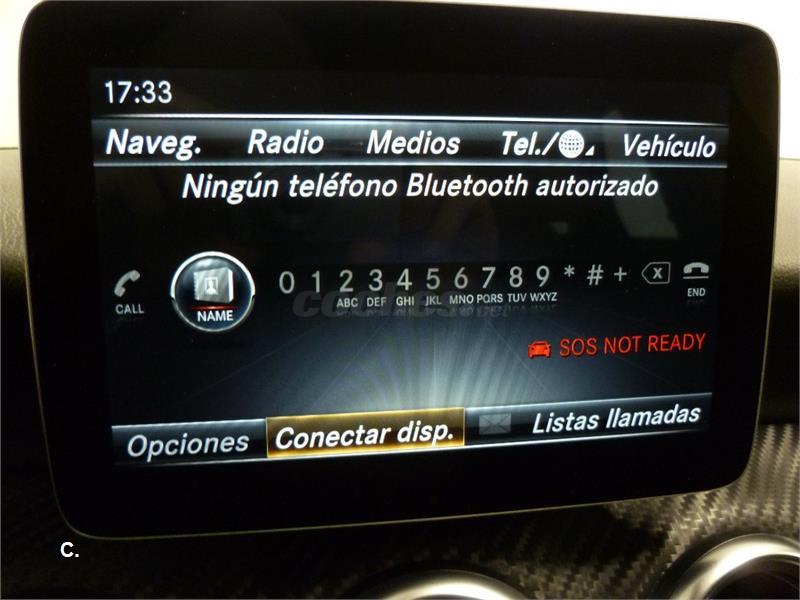 17:33
Naveg. Radio Medios Tel./ Vehículo
Ningún teléfono Bluetooth autorizado
CALL NAME 0 1 2 3 4 5 6 7 8 9 * # + END
ABC DEF GHI JKL MNO PQRS TUV WXYZ
SOS NOT READY
Opciones Conectar disp. Listas llamadas
C.